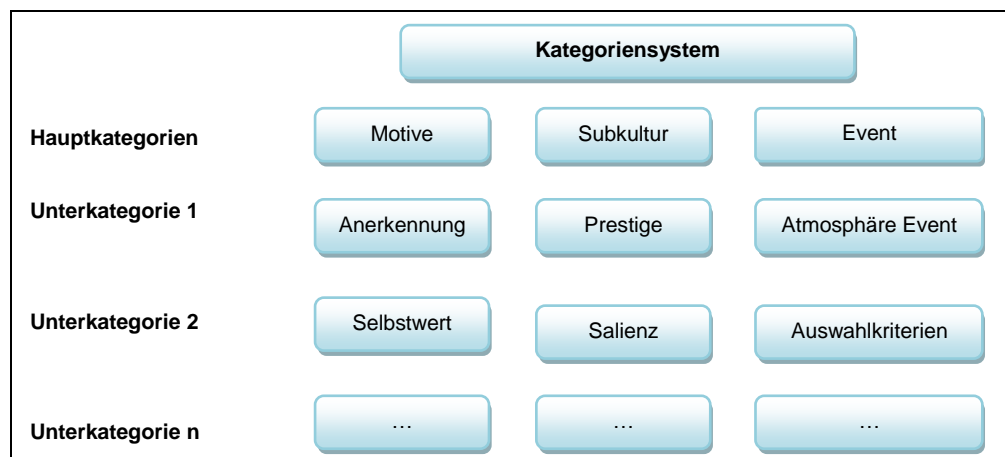 Kategoriensystem
Hauptkategorien Motive Subkultur Event
Unterkategorie 1 Anerkennung Prestige Atmosphäre Event
Unterkategorie 2 Selbstwert Salienz Auswahlkriterien
Unterkategorie n … … …